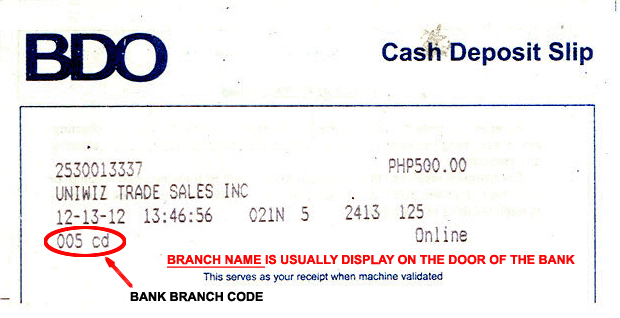 BDO
Cash Deposit Slip
2530013337 PHP500.00
UNIWIZ TRADE SALES INC
12-13-12 13:46:56 021N 5 2413 125
005 cd Online
BRANCH NAME IS USUALLY DISPLAY ON THE DOOR OF THE BANK
This serves as your receipt when machine validated
BANK BRANCH CODE